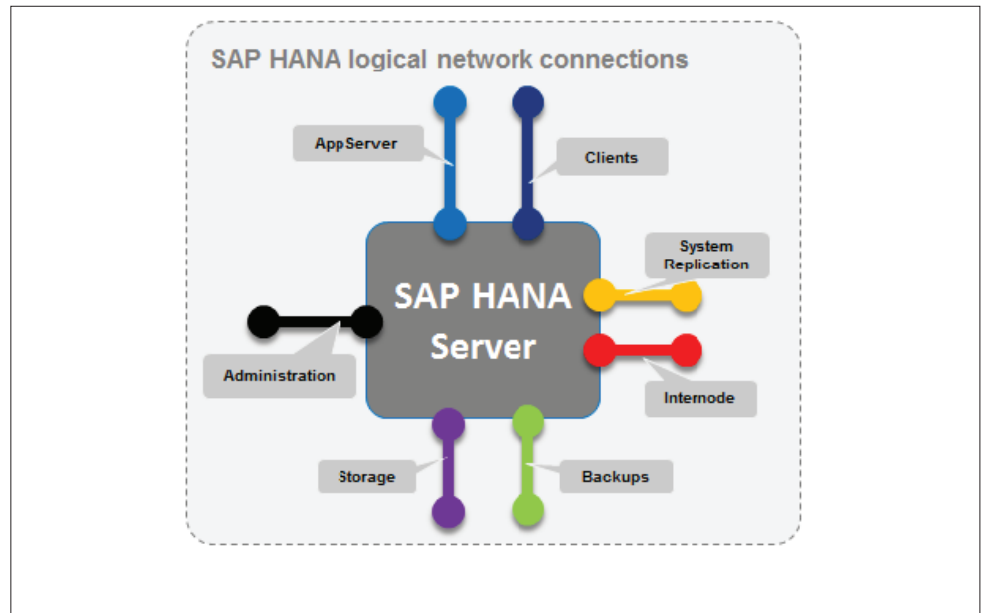 SAP HANA logical network connections
AppServer
Clients
System
Replication
SAP HANA
Server
Administration
Internode
Storage
Backups